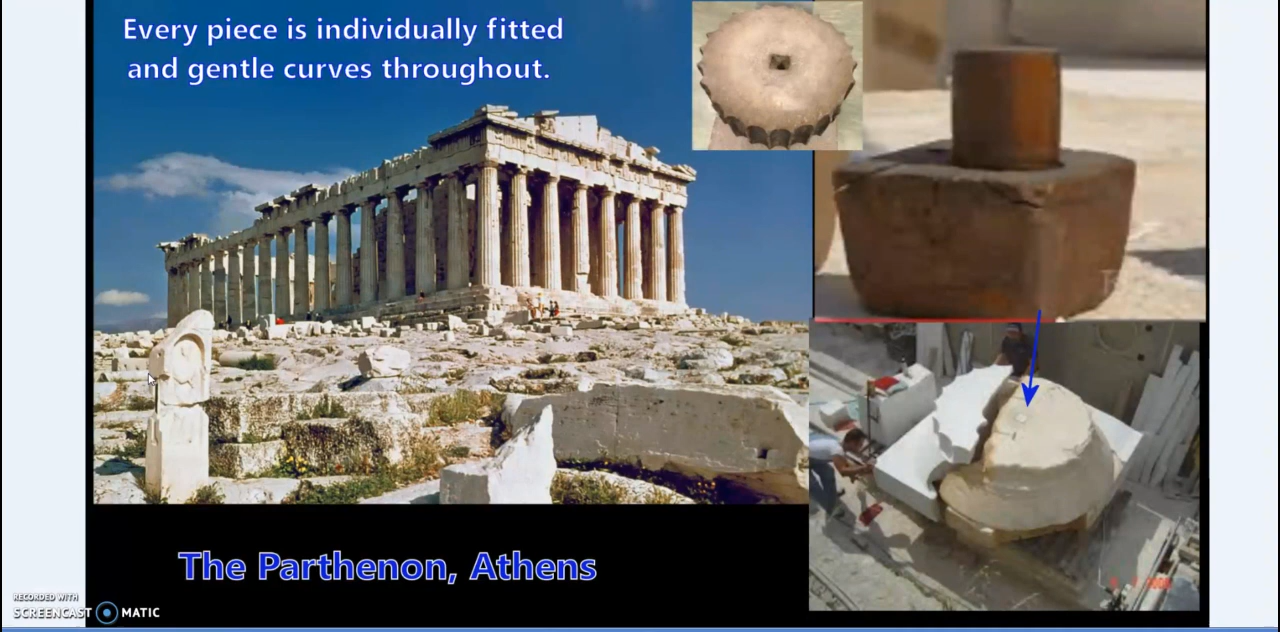 Every piece is individually fitted
and gentle curves throughout.
The Parthenon, Athens
RECORDED WITH
SCREENCAST MATIC